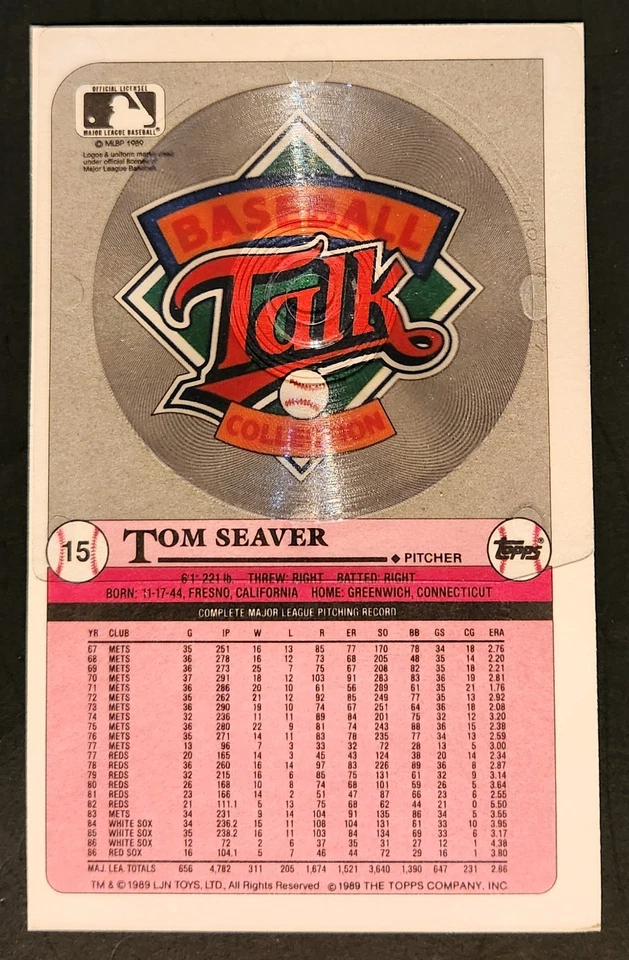 OFFICIAL LICENSEE
MAJOR LEAGUE BASEBALL®
© MLBP 1989
Logos & uniform marks used
under official license
Major League Baseball
BASEBALL
Talk
COLLECTION
15
TOM SEAVER
◆ PITCHER
Topps®
6'1" 221 lb. THREW: RIGHT BATTED: RIGHT
BORN: 11-17-44, FRESNO, CALIFORNIA HOME: GREENWICH, CONNECTICUT
COMPLETE MAJOR LEAGUE PITCHING RECORD
YR CLUB G IP W L R ER SO BB GS CG ERA
67 METS 35 251 16 13 85 77 170 78 34 18 2.76
68 METS 36 278 16 12 73 68 205 48 35 14 2.20
69 METS 36 273 25 7 75 67 208 82 35 18 2.21
70 METS 37 291 18 12 103 91 283 83 36 19 2.81
71 METS 36 286 20 10 61 56 289 61 35 21 1.76
72 METS 35 262 21 12 92 85 249 77 35 13 2.92
73 METS 36 290 19 10 74 67 251 64 36 18 2.08
74 METS 32 236 11 11 89 84 201 75 32 12 3.20
75 METS 36 280 22 9 81 74 243 88 36 15 2.38
76 METS 35 271 14 11 83 78 235 77 34 13 2.59
77 METS 13 96 7 3 33 32 72 28 13 5 3.00
77 REDS 20 165 14 3 45 43 124 38 20 14 2.34
78 REDS 36 260 16 14 97 83 226 89 36 8 2.87
79 REDS 32 215 16 6 85 75 131 61 32 9 3.14
80 REDS 26 168 10 8 74 68 101 59 26 5 3.64
81 REDS 23 166 14 2 51 47 87 66 23 6 2.55
82 REDS 21 111.1 5 13 75 68 62 44 21 0 5.50
83 METS 34 231 9 14 104 91 135 86 34 5 3.55
84 WHITE SOX 34 236.2 15 11 108 104 131 61 33 10 3.95
85 WHITE SOX 35 238.2 16 11 103 84 134 69 33 6 3.17
86 WHITE SOX 12 72 2 6 37 35 31 27 12 1 4.38
86 RED SOX 16 104.1 5 7 46 44 72 29 16 1 3.80
MAJ. LEA. TOTALS 656 4,782 311 205 1,674 1,521 3,640 1,390 647 231 2.86
TM & © 1989 LJN TOYS, LTD., All Rights Reserved © 1989 THE TOPPS COMPANY, INC